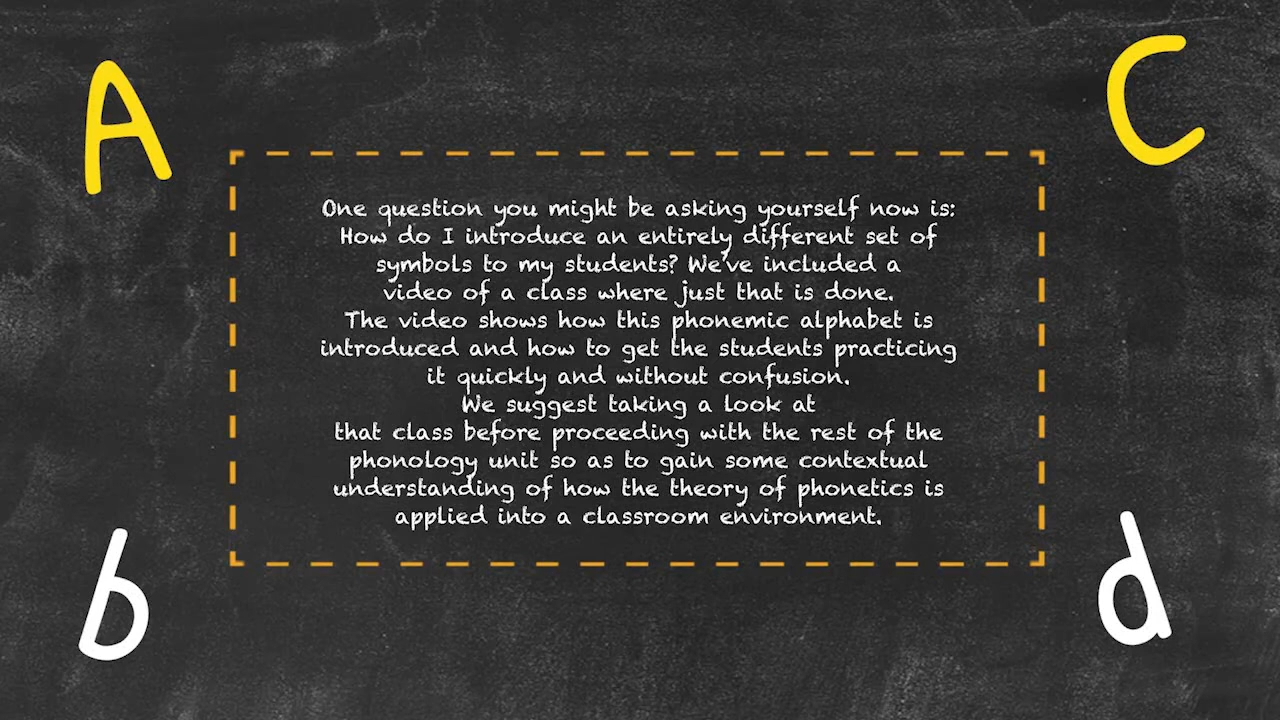 A
C
One question you might be asking yourself now is:
How do I introduce an entirely different set of
symbols to my students? We've included a
video of a class where just that is done.
The video shows how this phonemic alphabet is
introduced and how to get the students practicing
it quickly and without confusion.
We suggest taking a look at
that class before proceeding with the rest of the
phonology unit so as to gain some contextual
understanding of how the theory of phonetics is
applied into a classroom environment.
b
d